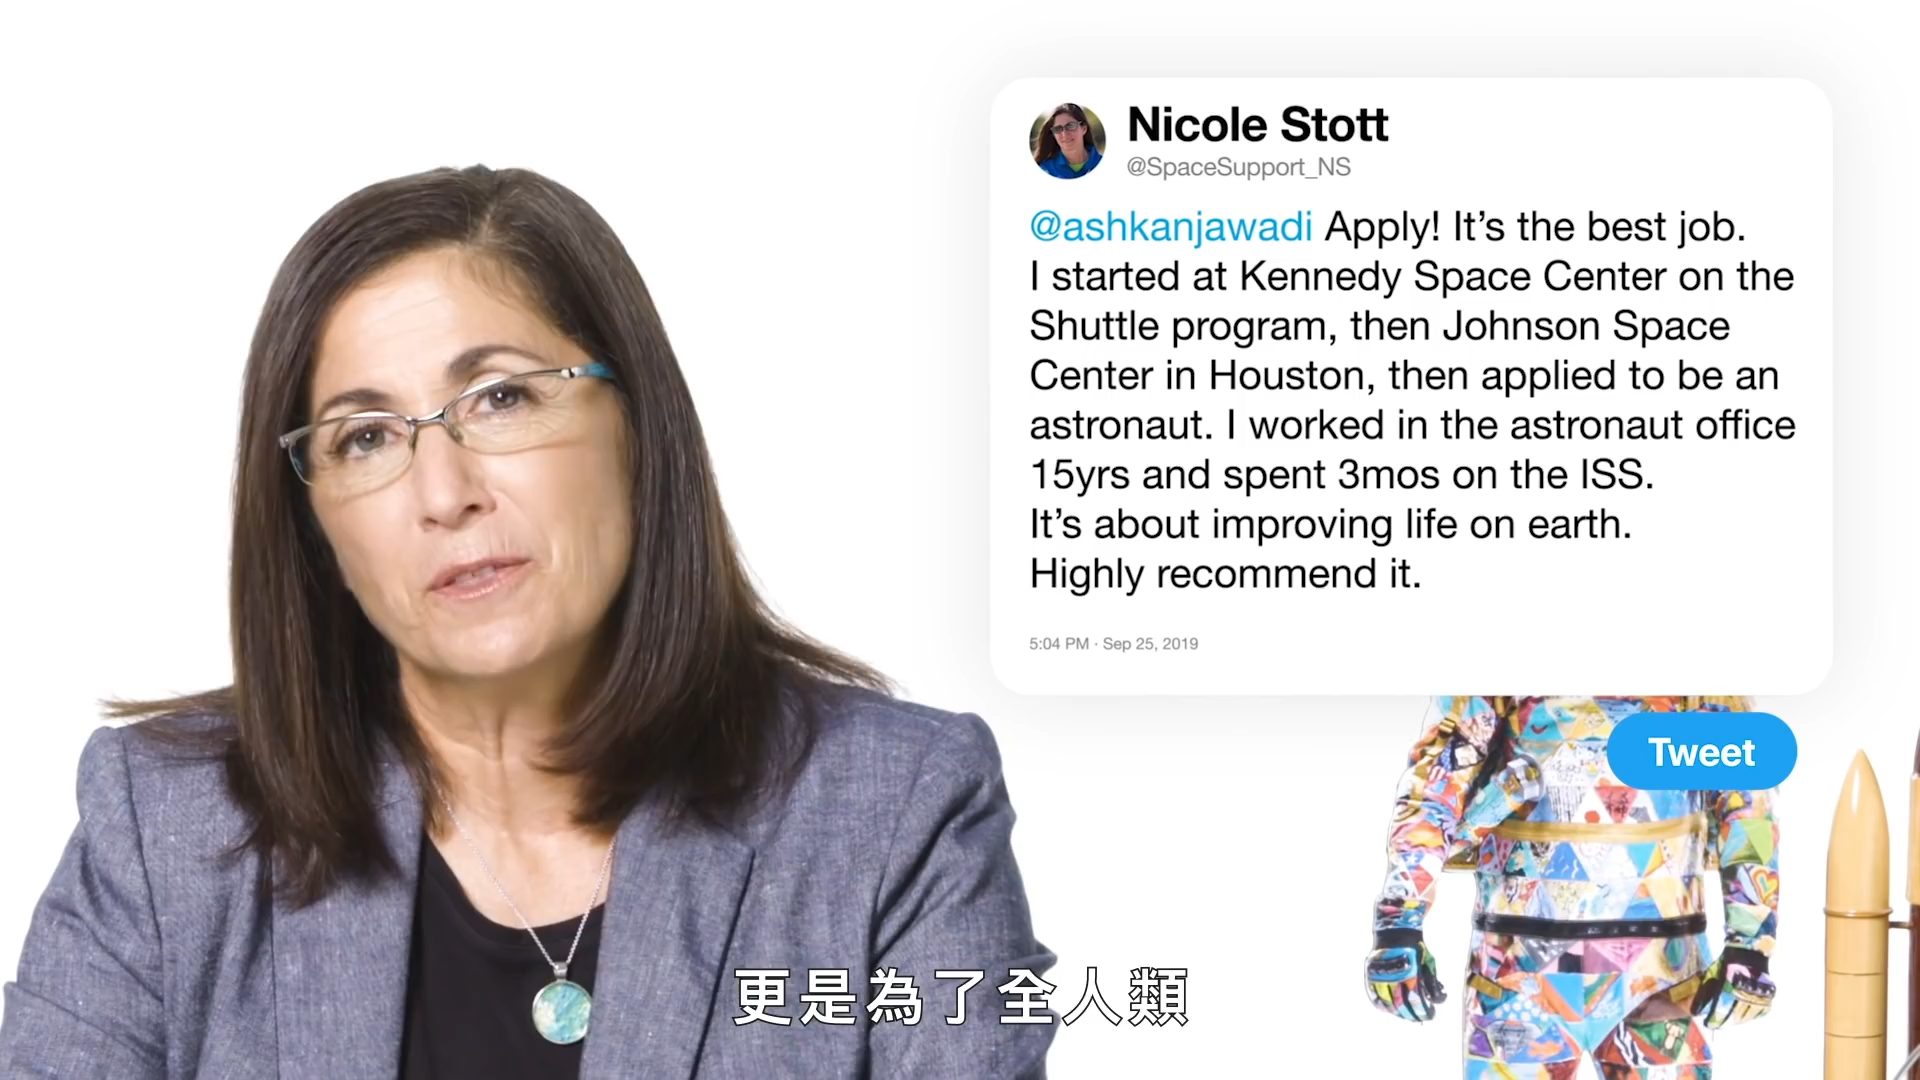 Nicole Stott
@SpaceSupport_NS
@ashkanjawadi Apply! It’s the best job.
I started at Kennedy Space Center on the
Shuttle program, then Johnson Space
Center in Houston, then applied to be an
astronaut. I worked in the astronaut office
15yrs and spent 3mos on the ISS.
It’s about improving life on earth.
Highly recommend it.
5:04 PM · Sep 25, 2019
Tweet
更是為了全人類